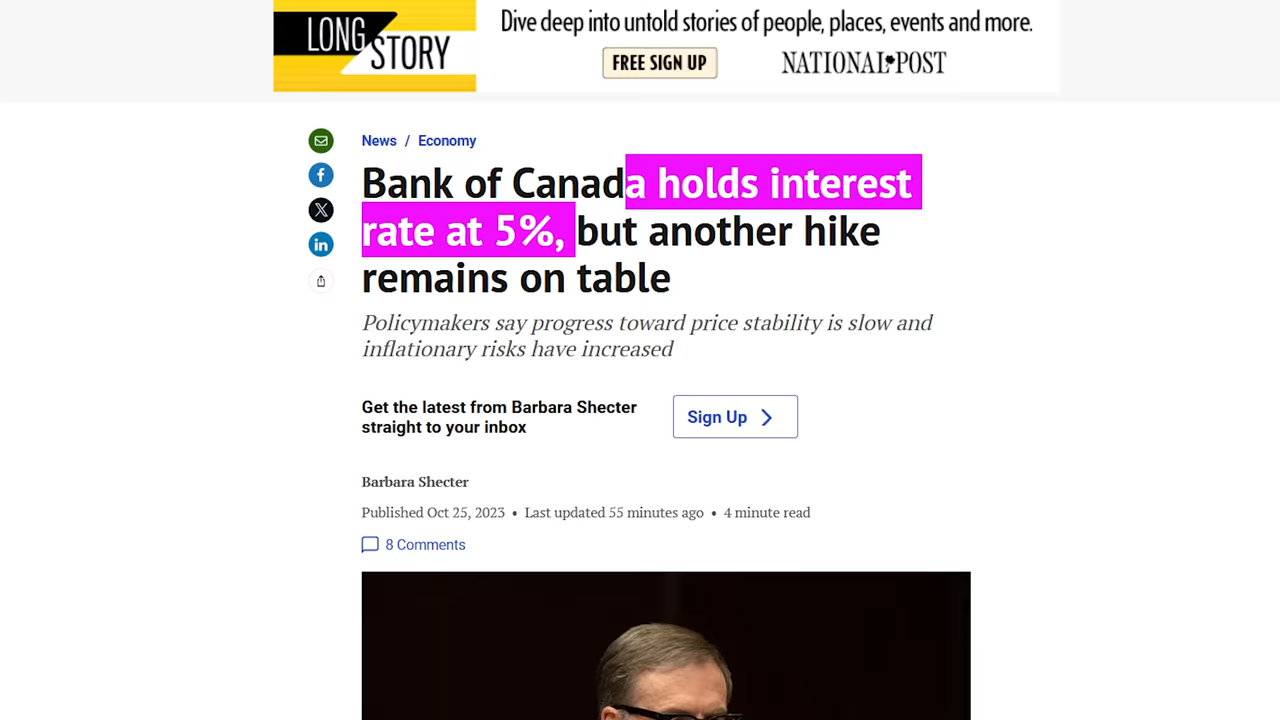 LONG
STORY
Dive deep into untold stories of people, places, events and more.
FREE SIGN UP
NATIONAL POST
News / Economy
Bank of Canada holds interest
rate at 5%, but another hike
remains on table
Policymakers say progress toward price stability is slow and
inflationary risks have increased
Get the latest from Barbara Shecter
straight to your inbox
Sign Up
Barbara Shecter
Published Oct 25, 2023 • Last updated 55 minutes ago • 4 minute read
8 Comments